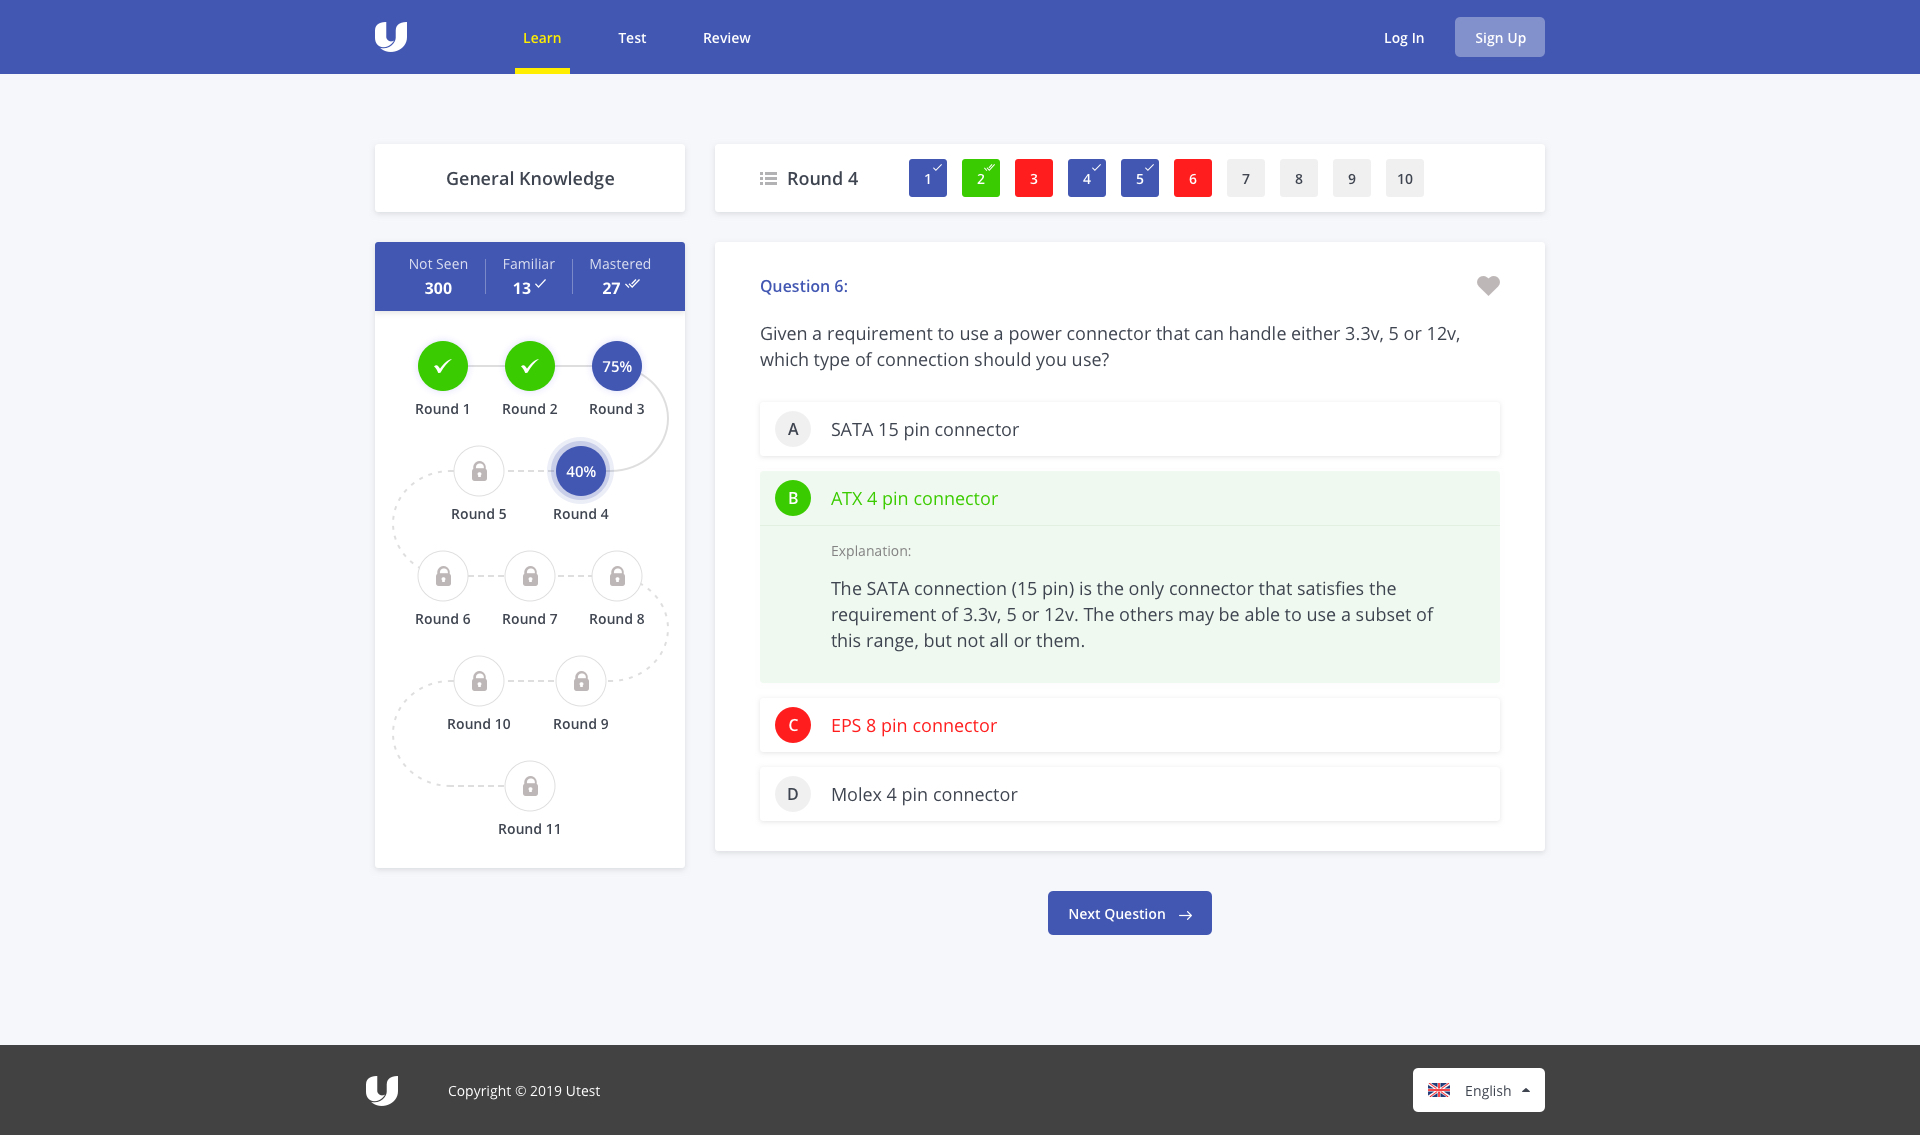 Learn
Test
Review
Log In
Sign Up
General Knowledge
Round 4
1
2
3
4
5
6
7
8
9
10
Not Seen
300
Familiar
13
Mastered
27
75%
Round 1
Round 2
Round 3
40%
Round 5
Round 4
Round 6
Round 7
Round 8
Round 10
Round 9
Round 11
Question 6:
Given a requirement to use a power connector that can handle either 3.3v, 5 or 12v,
which type of connection should you use?
A
SATA 15 pin connector
B
ATX 4 pin connector
Explanation:
The SATA connection (15 pin) is the only connector that satisfies the
requirement of 3.3v, 5 or 12v. The others may be able to use a subset of
this range, but not all or them.
C
EPS 8 pin connector
D
Molex 4 pin connector
Next Question
Copyright © 2019 Utest
English